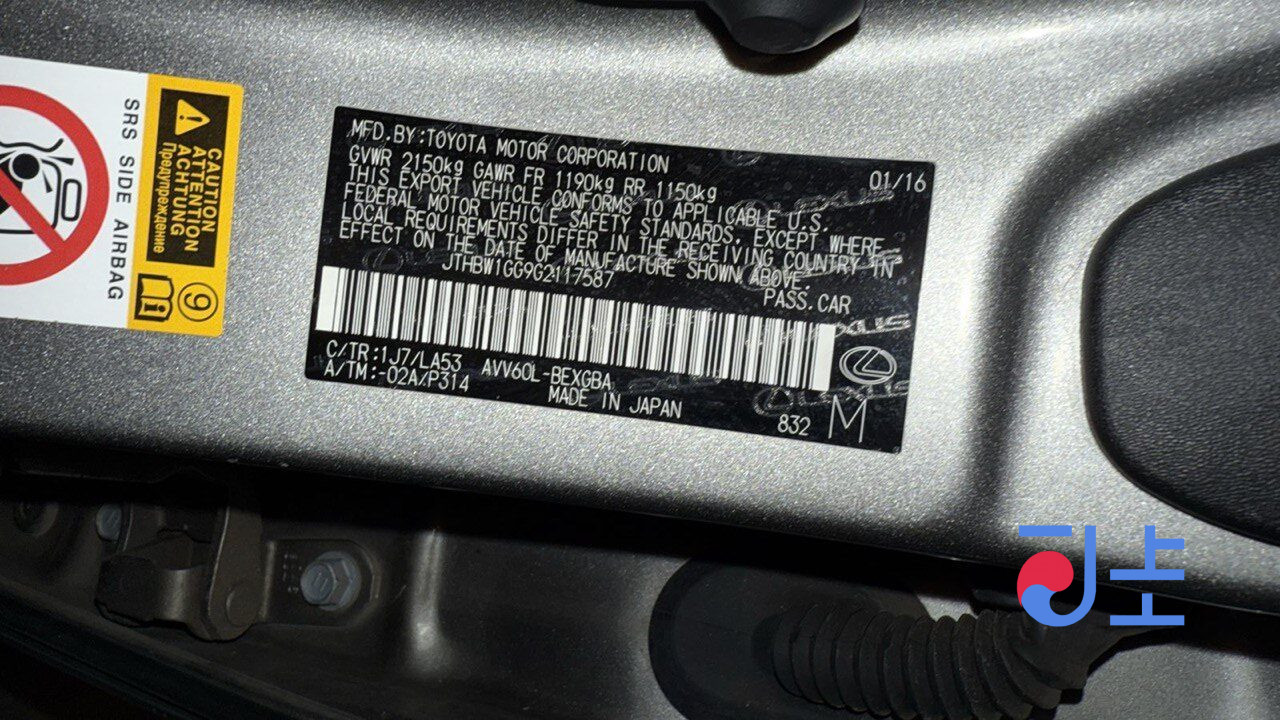 SRS SIDE AIRBAG
CAUTION
ATTENTION
ACHTUNG
Предупреждение
9
MFD.BY:TOYOTA MOTOR CORPORATION 01/16
GVWR 2150kg GAWR FR 1190kg RR 1150kg
THIS EXPORT VEHICLE CONFORMS TO APPLICABLE U.S.
FEDERAL MOTOR VEHICLE SAFETY STANDARDS, EXCEPT WHERE
LOCAL REQUIREMENTS DIFFER IN THE RECEIVING COUNTRY IN
EFFECT ON THE DATE OF MANUFACTURE SHOWN ABOVE.
JTHBW1GG9G2117587 PASS.CAR
C/TR:1J7/LA53 AVV60L-BEXGBA
A/TM:-02A/P314 MADE IN JAPAN
832 M
LEXUS